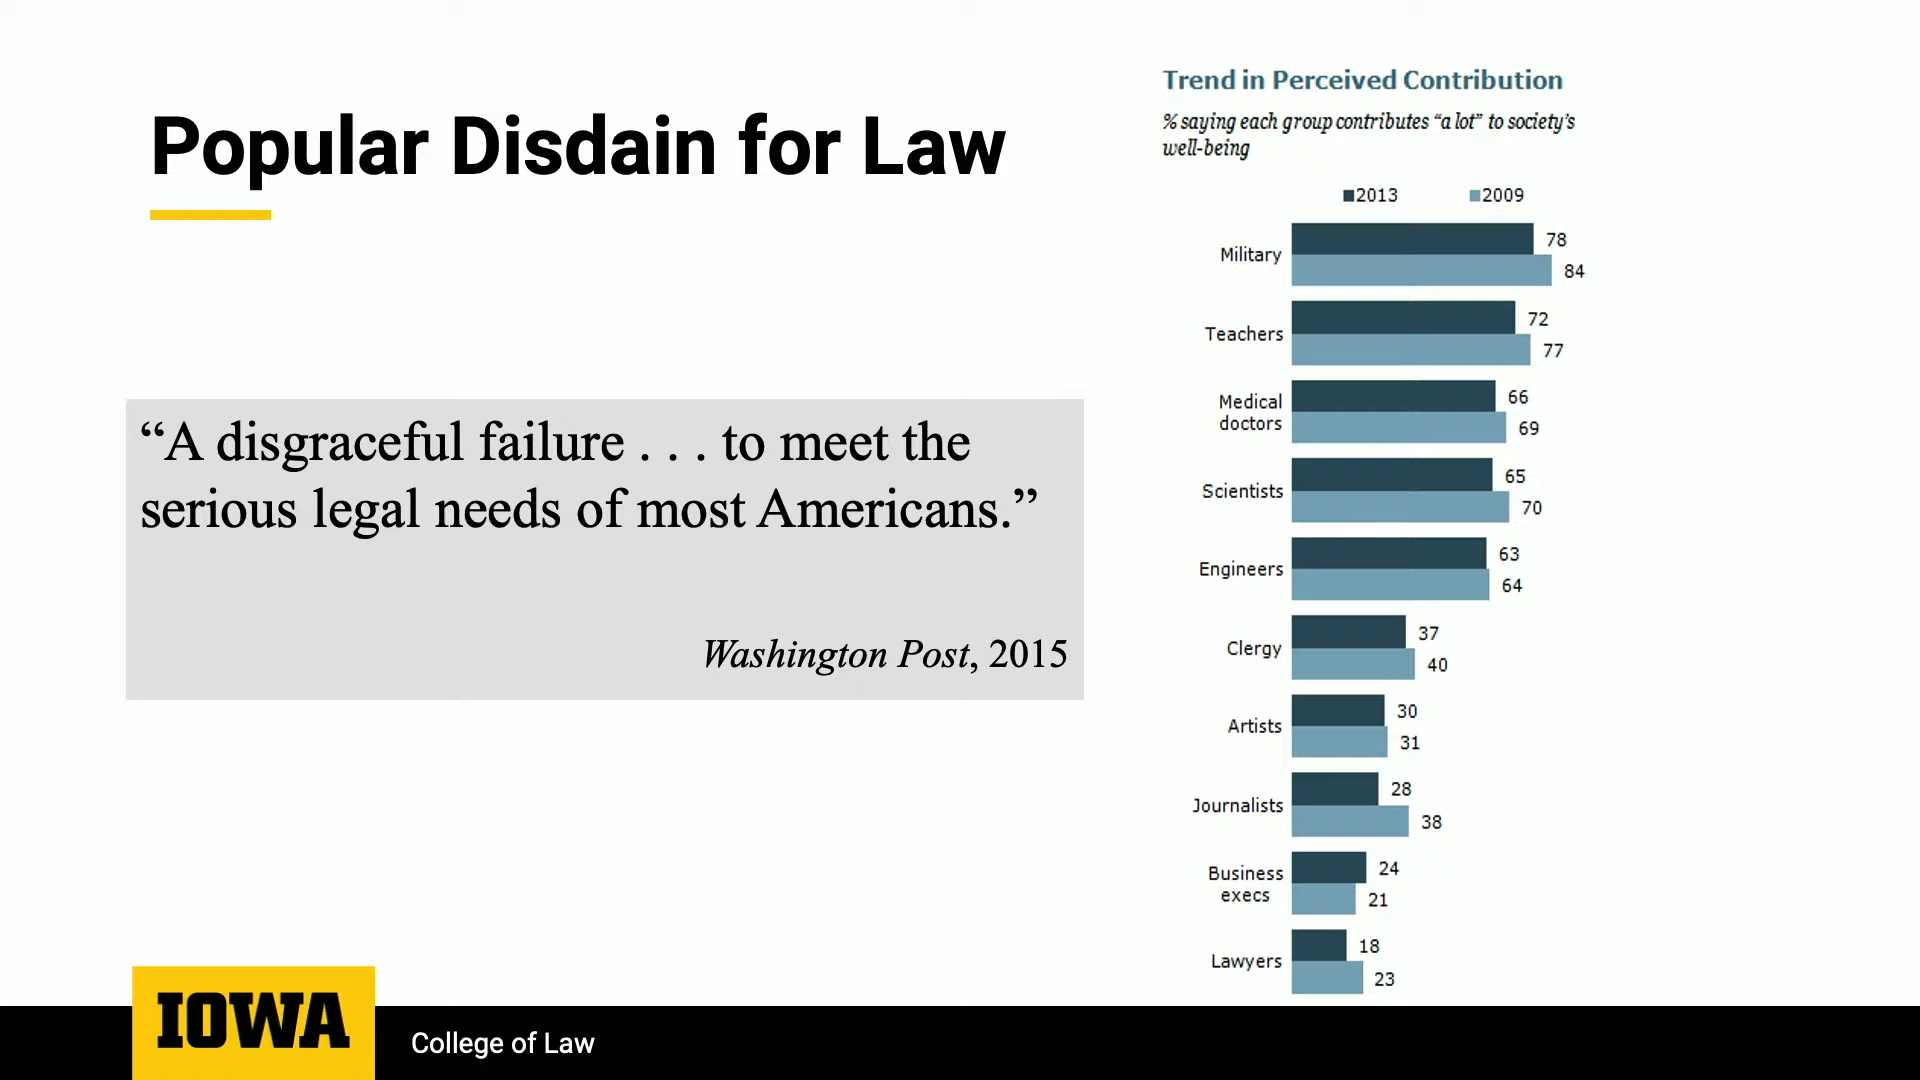 Popular Disdain for Law
“A disgraceful failure . . . to meet the
serious legal needs of most Americans.”
Washington Post, 2015
Trend in Perceived Contribution
% saying each group contributes “a lot” to society’s
well-being
2013 2009
Military 78 84
Teachers 72 77
Medical
doctors 66 69
Scientists 65 70
Engineers 63 64
Clergy 37 40
Artists 30 31
Journalists 28 38
Business
execs 24 21
Lawyers 18 23
IOWA
College of Law